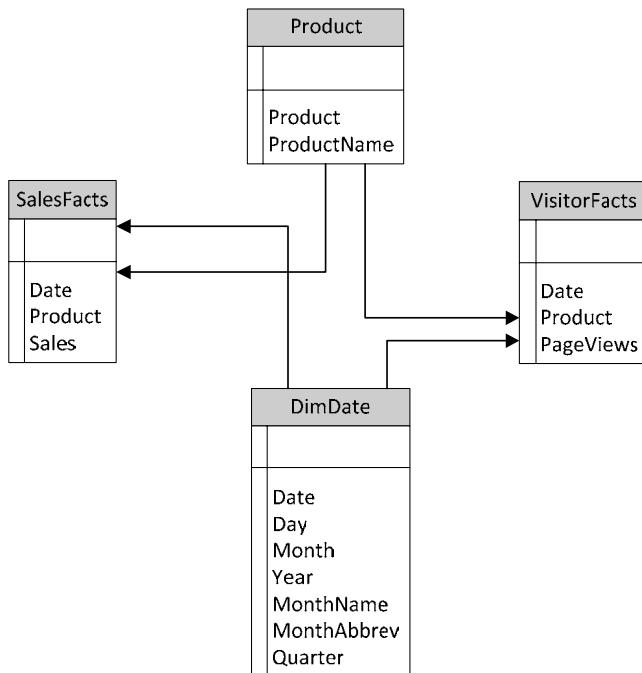 Product
Product
ProductName
SalesFacts
Date
Product
Sales
VisitorFacts
Date
Product
PageViews
DimDate
Date
Day
Month
Year
MonthName
MonthAbbrev
Quarter